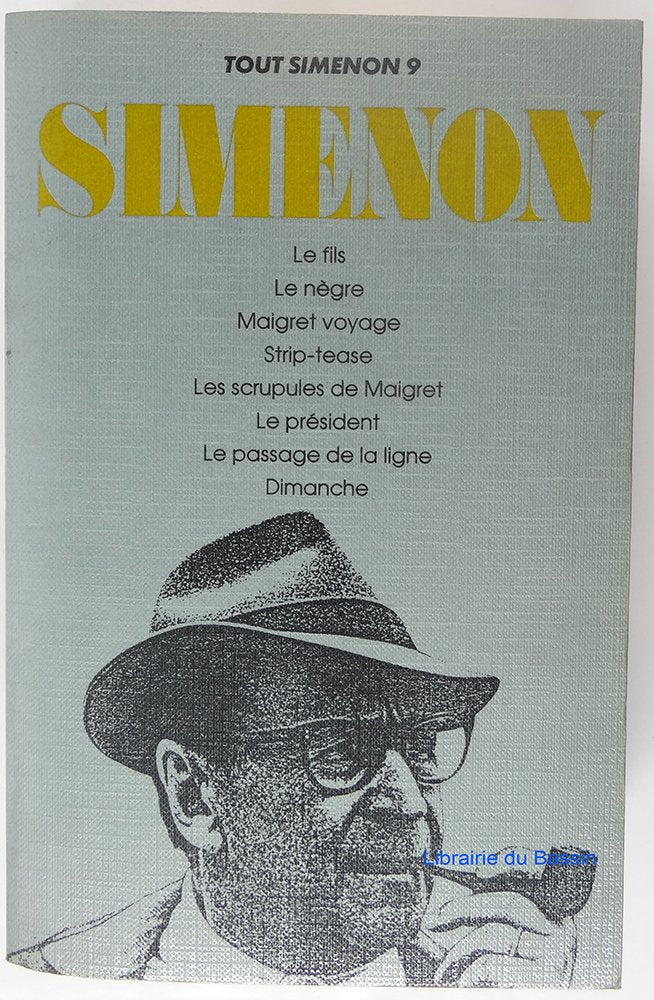 TOUT SIMENON 9
SIMENON
Le fils
Le nègre
Maigret voyage
Strip-tease
Les scrupules de Maigret
Le président
Le passage de la ligne
Dimanche
Librairie du Bassin